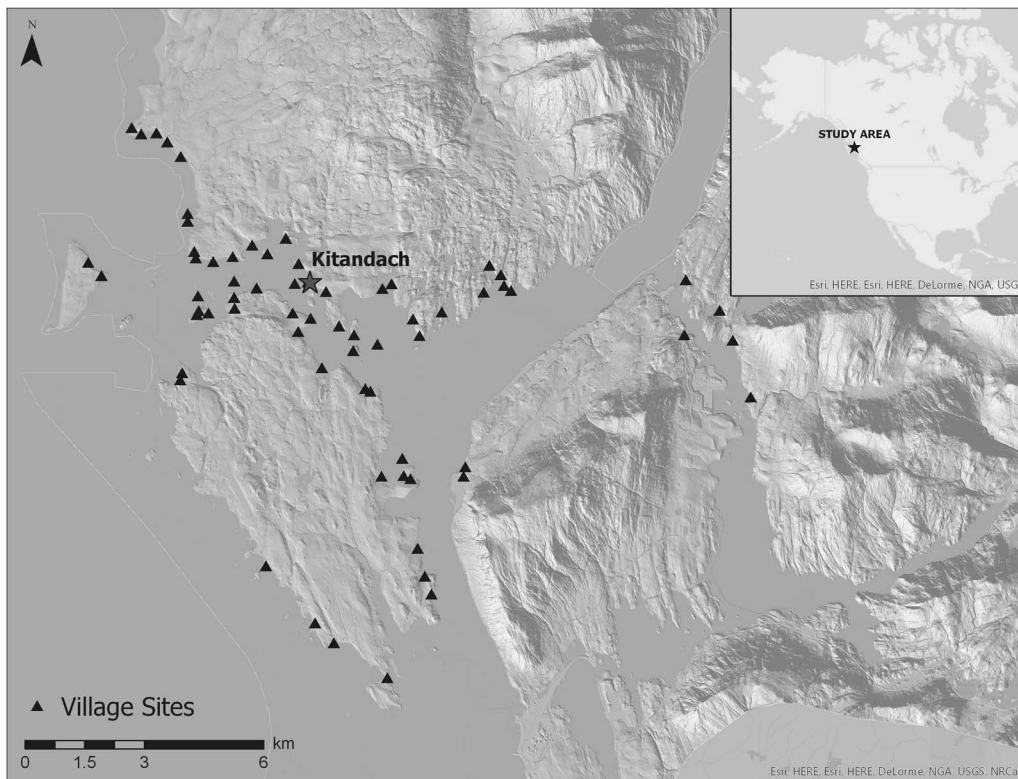 N
STUDY AREA
Esri, HERE, Esri, HERE, DeLorme, NGA, USG
Kitandach
Village Sites
km
0 1.5 3 6
Esri, HERE, Esri, HERE, DeLorme, NGA, USGS, NRCa